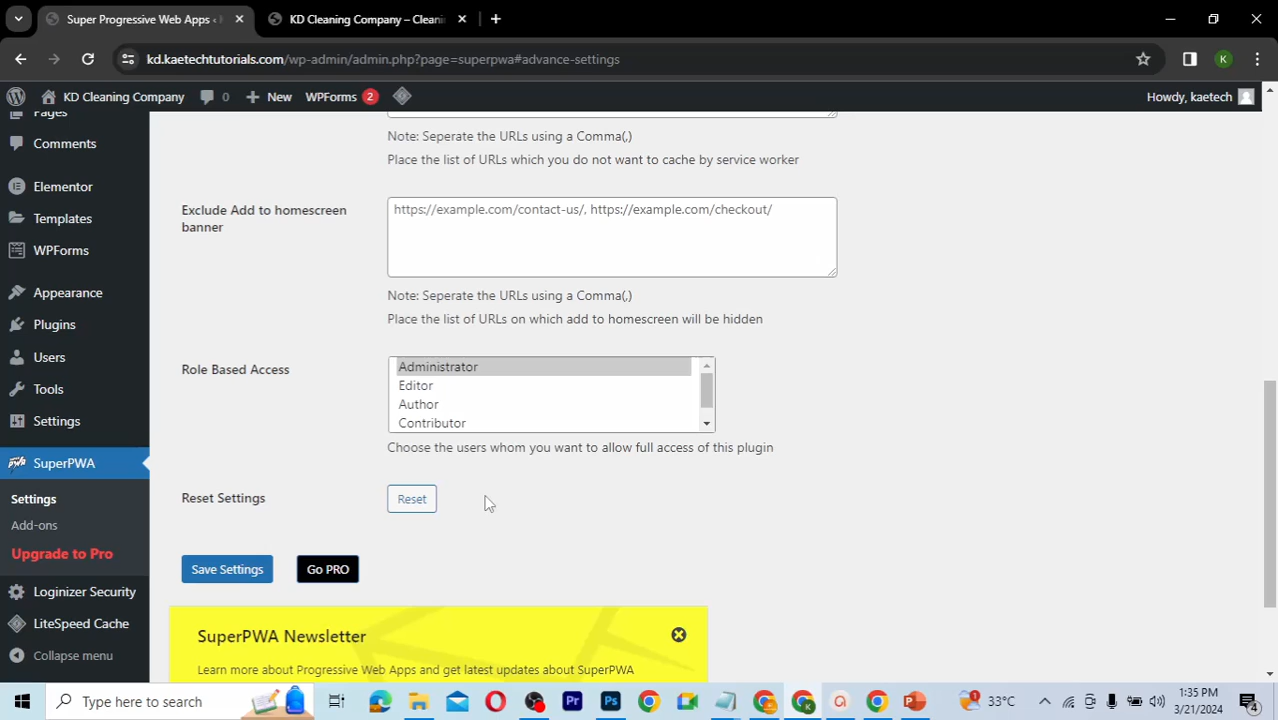 Super Progressive Web Apps ‹
KD Cleaning Company – Cleani
kd.kaetechtutorials.com/wp-admin/admin.php?page=superpwa#advance-settings
K
KD Cleaning Company
0
New
WPForms
2
Howdy, kaetech
Pages
Comments
Elementor
Templates
WPForms
Appearance
Plugins
Users
Tools
Settings
SuperPWA
Settings
Add-ons
Upgrade to Pro
Loginizer Security
LiteSpeed Cache
Collapse menu
Note: Seperate the URLs using a Comma(,)
Place the list of URLs which you do not want to cache by service worker
Exclude Add to homescreen
banner
https://example.com/contact-us/, https://example.com/checkout/
Note: Seperate the URLs using a Comma(,)
Place the list of URLs on which add to homescreen will be hidden
Role Based Access
Administrator
Editor
Author
Contributor
Choose the users whom you want to allow full access of this plugin
Reset Settings
Reset
Save Settings
Go PRO
SuperPWA Newsletter
Learn more about Progressive Web Apps and get latest updates about SuperPWA
Type here to search
Pr
Ps
K
33°C
1:35 PM
3/21/2024
4